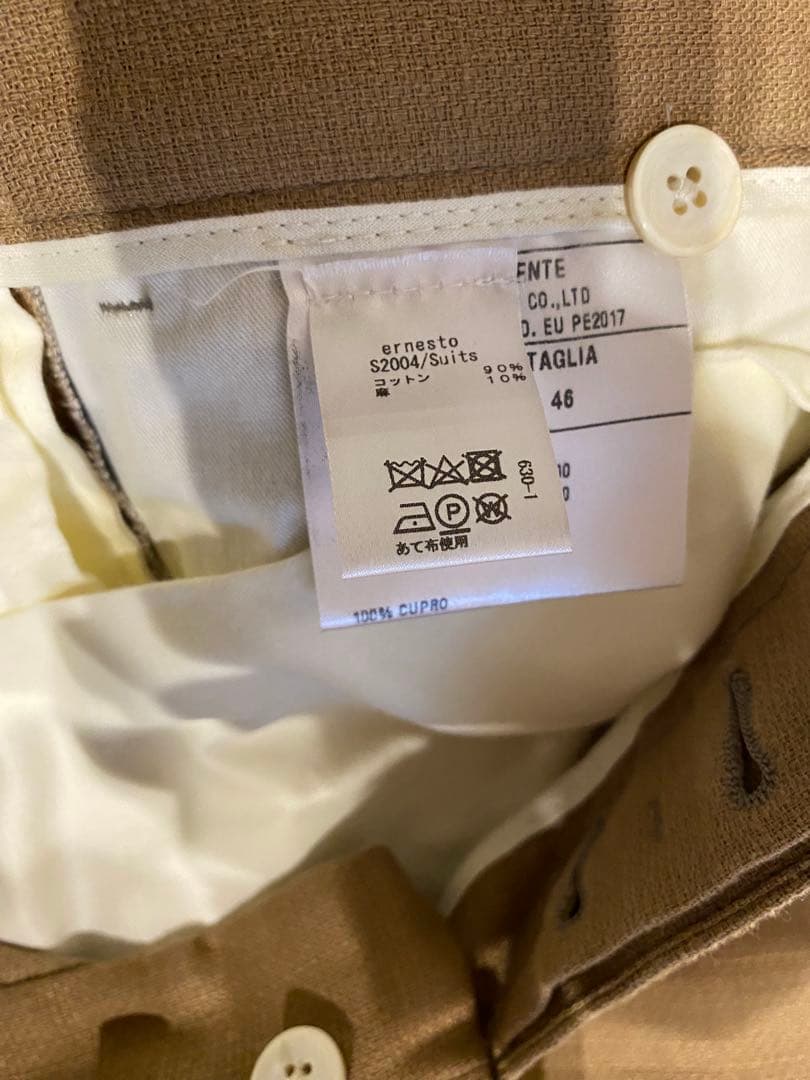 ernesto
S2004/Suits
コットン 90%
麻 10%
630-1
P
W
あて布使用
CO.,LTD
EU PE2017
TAGLIA
46
100% CUPRO